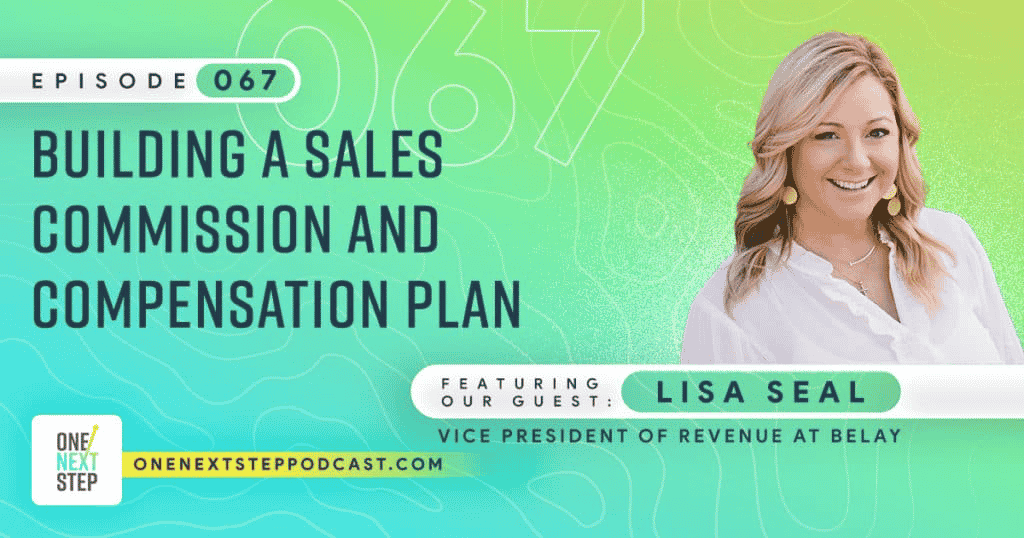 EPISODE 067
067
BUILDING A SALES
COMMISSION AND
COMPENSATION PLAN
FEATURING
OUR GUEST:
LISA SEAL
VICE PRESIDENT OF REVENUE AT BELAY
ONE
NEXT
STEP
ONENEXTSTEPPODCAST.COM